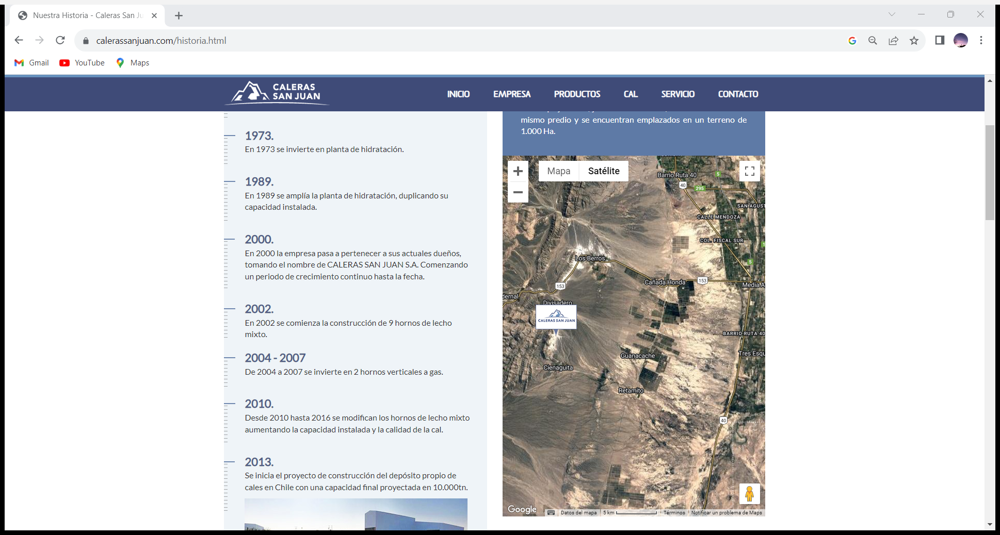 Nuestra Historia - Caleras San Ju
calerassanjuan.com/historia.html
Gmail YouTube Maps
CALERAS
SAN JUAN
INICIO EMPRESA PRODUCTOS CAL SERVICIO CONTACTO
1973.
En 1973 se invierte en planta de hidratación.
1989.
En 1989 se amplía la planta de hidratación, duplicando su
capacidad instalada.
2000.
En 2000 la empresa pasa a pertenecer a sus actuales dueños,
tomando el nombre de CALERAS SAN JUAN S.A. Comenzando
un periodo de crecimiento continuo hasta la fecha.
2002.
En 2002 se comienza la construcción de 9 hornos de lecho
mixto.
2004 - 2007
De 2004 a 2007 se invierte en 2 hornos verticales a gas.
2010.
Desde 2010 hasta 2016 se modifican los hornos de lecho mixto
aumentando la capacidad instalada y la calidad de la cal.
2013.
Se inicia el proyecto de construcción del depósito propio de
cales en Chile con una capacidad final proyectada en 10.000tn.
mismo predio y se encuentran emplazados en un terreno de
1.000 Ha.
Mapa Satélite
Barrio Ruta 40
5
40
295
SAN AGUST
CALLE MENDOZA
COL. FISCAL SUR
1
Los Berros
5
153
Cañada Honda
153
Media A
dernal
Divisadero
CALERAS SAN JUAN
BARRIO RUTA 40
Tres Esqu
Guanacache
Cienaguita
Retamito
40
Google
Datos del mapa 5 km Términos Notificar un problema de Maps